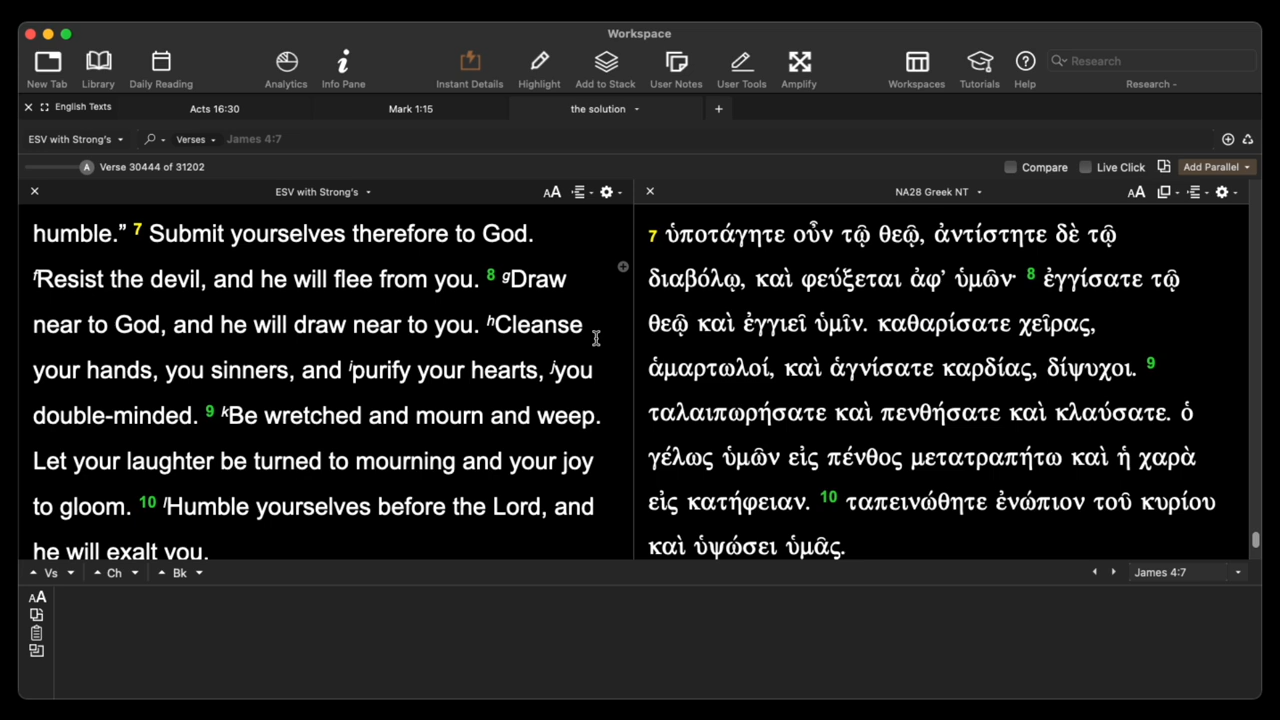 Workspace
New Tab Library Daily Reading Analytics Info Pane Instant Details Highlight Add to Stack User Notes User Tools Amplify Workspaces Tutorials Help Research
Research
English Texts Acts 16:30 Mark 1:15 the solution
ESV with Strong's Verses James 4:7
A Verse 30444 of 31202 Compare Live Click Add Parallel
ESV with Strong's AA
humble.” 7 Submit yourselves therefore to God.
fResist the devil, and he will flee from you. 8 gDraw
near to God, and he will draw near to you. hCleanse
your hands, you sinners, and ipurify your hearts, jyou
double-minded. 9 kBe wretched and mourn and weep.
Let your laughter be turned to mourning and your joy
to gloom. 10 lHumble yourselves before the Lord, and
he will exalt you.
NA28 Greek NT AA
7 ὑποτάγητε οὖν τῷ θεῷ, ἀντίστητε δὲ τῷ
διαβόλῳ, καὶ φεύξεται ἀφ’ ὑμῶν· 8 ἐγγίσατε τῷ
θεῷ καὶ ἐγγιεῖ ὑμῖν. καθαρίσατε χεῖρας,
ἁμαρτωλοί, καὶ ἁγνίσατε καρδίας, δίψυχοι. 9
ταλαιπωρήσατε καὶ πενθήσατε καὶ κλαύσατε. ὁ
γέλως ὑμῶν εἰς πένθος μετατραπήτω καὶ ἡ χαρὰ
εἰς κατήφειαν. 10 ταπεινώθητε ἐνώπιον τοῦ κυρίου
καὶ ὑψώσει ὑμᾶς.
Vs Ch Bk James 4:7
AA